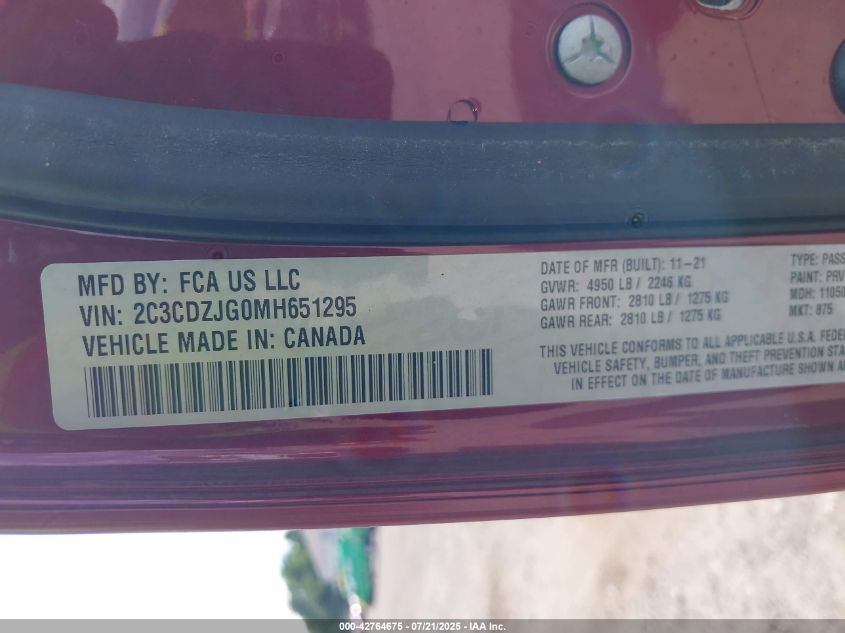 MFD BY: FCA US LLC
VIN: 2C3CDZJG0MH651295
VEHICLE MADE IN: CANADA
DATE OF MFR (BUILT): 11-21
GVWR: 4950 LB / 2246 KG
GAWR FRONT: 2810 LB / 1275 KG
GAWR REAR: 2810 LB / 1275 KG
THIS VEHICLE CONFORMS TO ALL APPLICABLE U.S.A. FEDE
VEHICLE SAFETY, BUMPER, AND THEFT PREVENTION STA
IN EFFECT ON THE DATE OF MANUFACTURE SHOWN A
TYPE: PASS
PAINT: PRV
MDH: 11050
MKT: 875
000-42764675 - 07/21/2025 - IAA Inc.